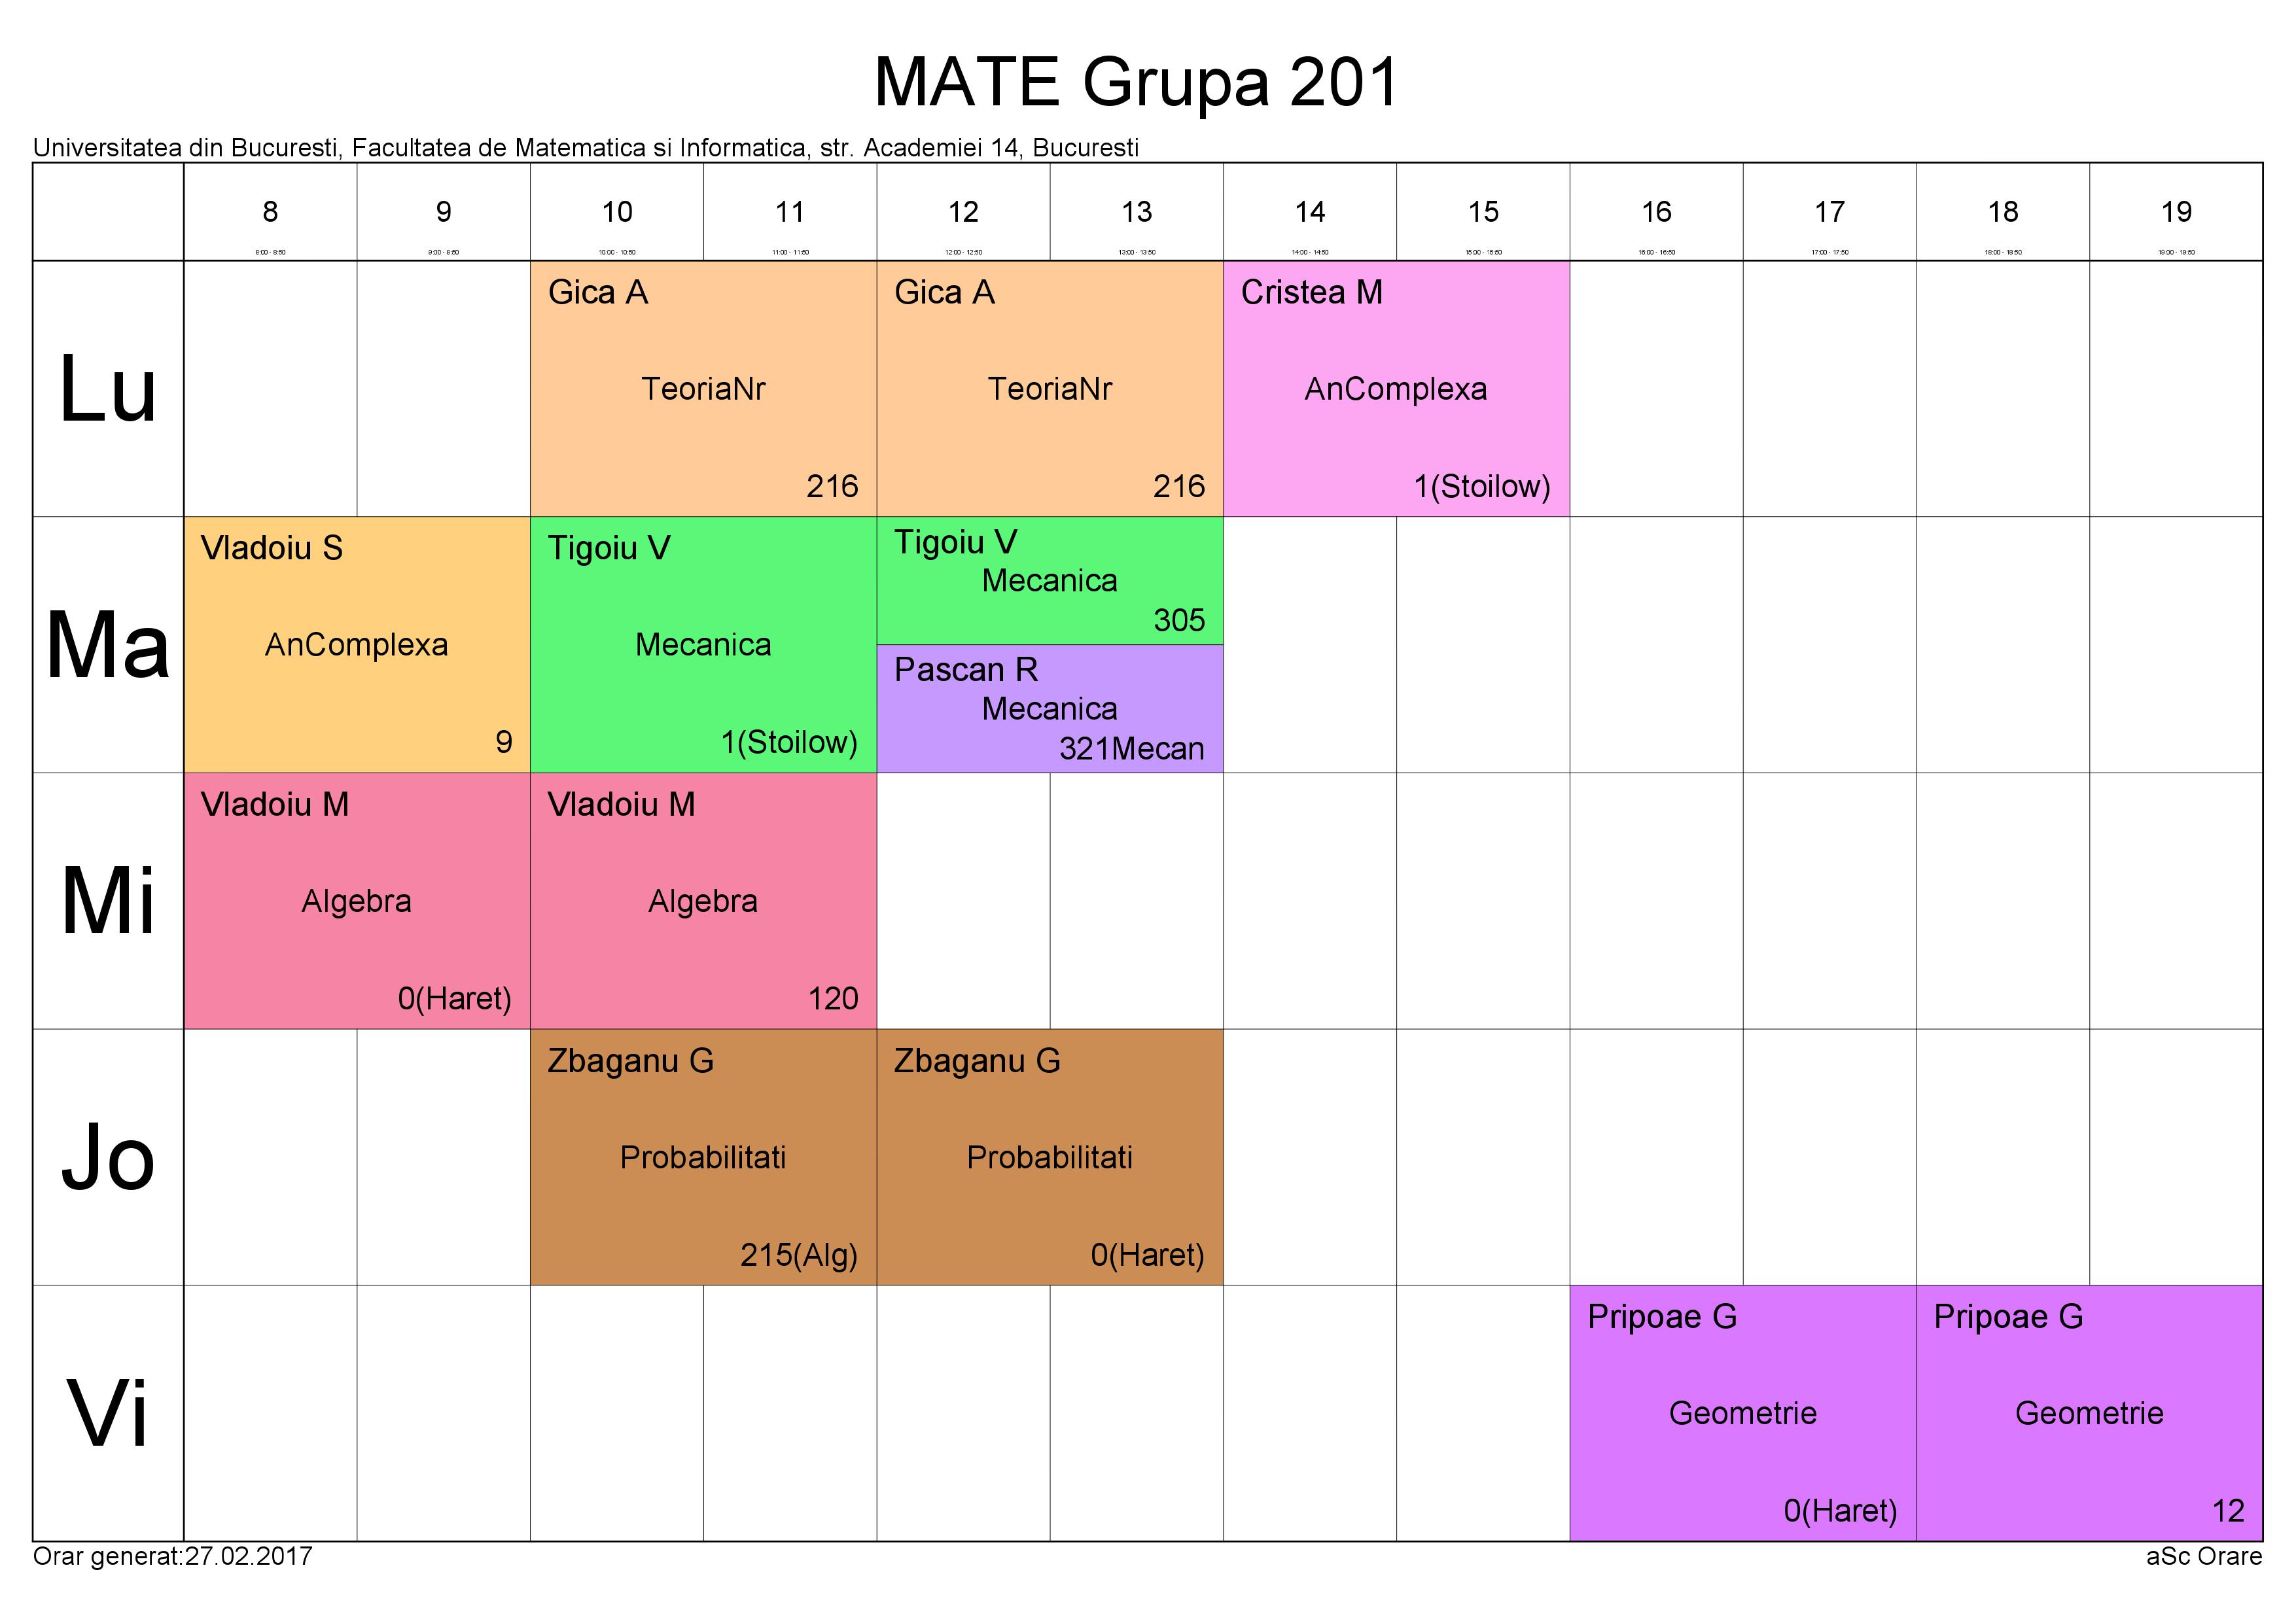 MATE Grupa 201
Universitatea din Bucuresti, Facultatea de Matematica si Informatica, str. Academiei 14, Bucuresti
8 9 10 11 12 13 14 15 16 17 18 19
8:00 - 8:50 9:00 - 9:50 10:00 - 10:50 11:00 - 11:50 12:00 - 12:50 13:00 - 13:50 14:00 - 14:50 15:00 - 15:50 16:00 - 16:50 17:00 - 17:50 18:00 - 18:50 19:00 - 19:50
Lu
Gica A
TeoriaNr
216
Gica A
TeoriaNr
216
Cristea M
AnComplexa
1(Stoilow)
Ma
Vladoiu S
AnComplexa
9
Tigoiu V
Mecanica
1(Stoilow)
Tigoiu V
Mecanica
305
Pascan R
Mecanica
321Mecan
Mi
Vladoiu M
Algebra
0(Haret)
Vladoiu M
Algebra
120
Jo
Zbaganu G
Probabilitati
215(Alg)
Zbaganu G
Probabilitati
0(Haret)
Vi
Pripoae G
Geometrie
0(Haret)
Pripoae G
Geometrie
12
Orar generat:27.02.2017
aSc Orare